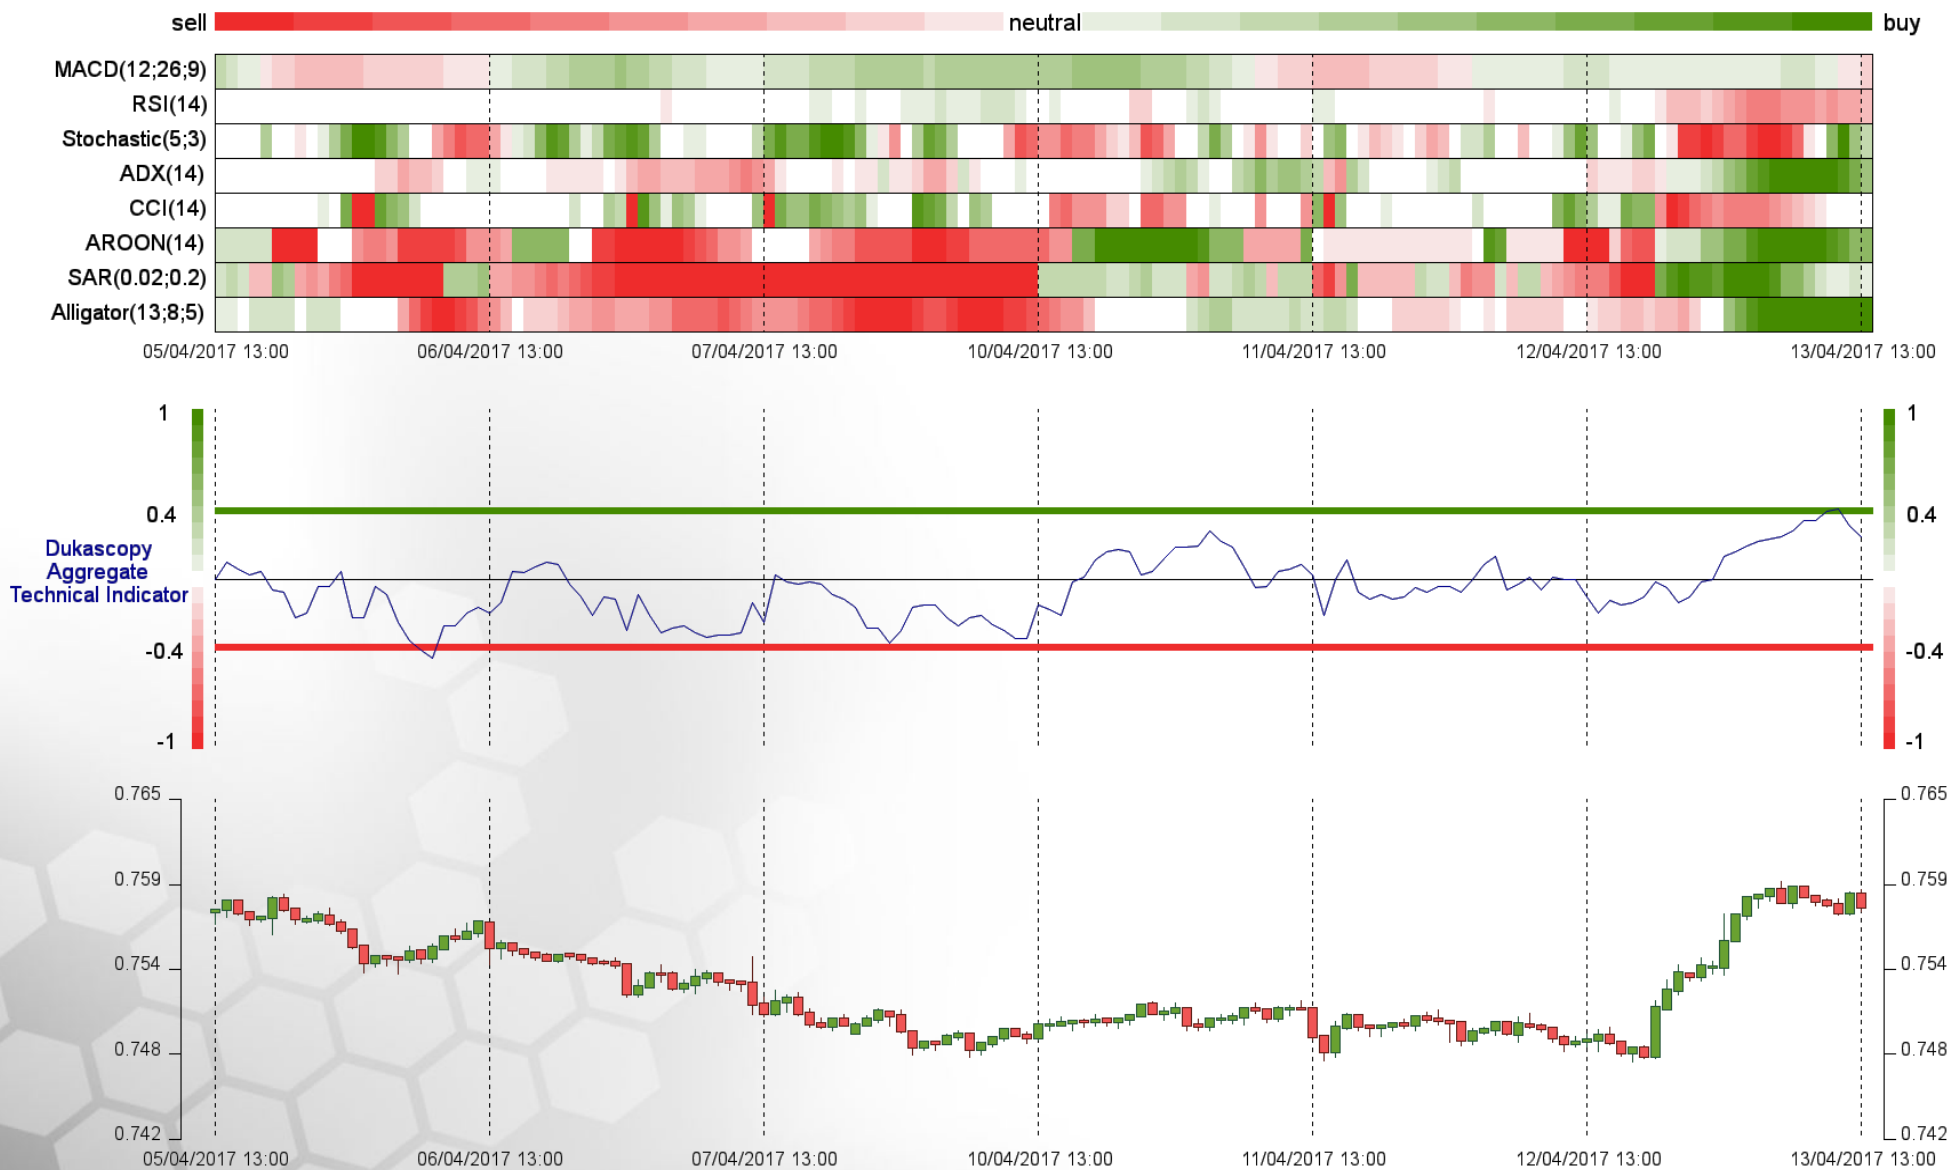 sell neutral buy
MACD(12;26;9)
RSI(14)
Stochastic(5;3)
ADX(14)
CCI(14)
AROON(14)
SAR(0.02;0.2)
Alligator(13;8;5)
05/04/2017 13:00 06/04/2017 13:00 07/04/2017 13:00 10/04/2017 13:00 11/04/2017 13:00 12/04/2017 13:00 13/04/2017 13:00
1 1
0.4 0.4
Dukascopy
Aggregate
Technical Indicator
-0.4 -0.4
-1 -1
0.765 0.765
0.759 0.759
0.754 0.754
0.748 0.748
0.742 0.742
05/04/2017 13:00 06/04/2017 13:00 07/04/2017 13:00 10/04/2017 13:00 11/04/2017 13:00 12/04/2017 13:00 13/04/2017 13:00